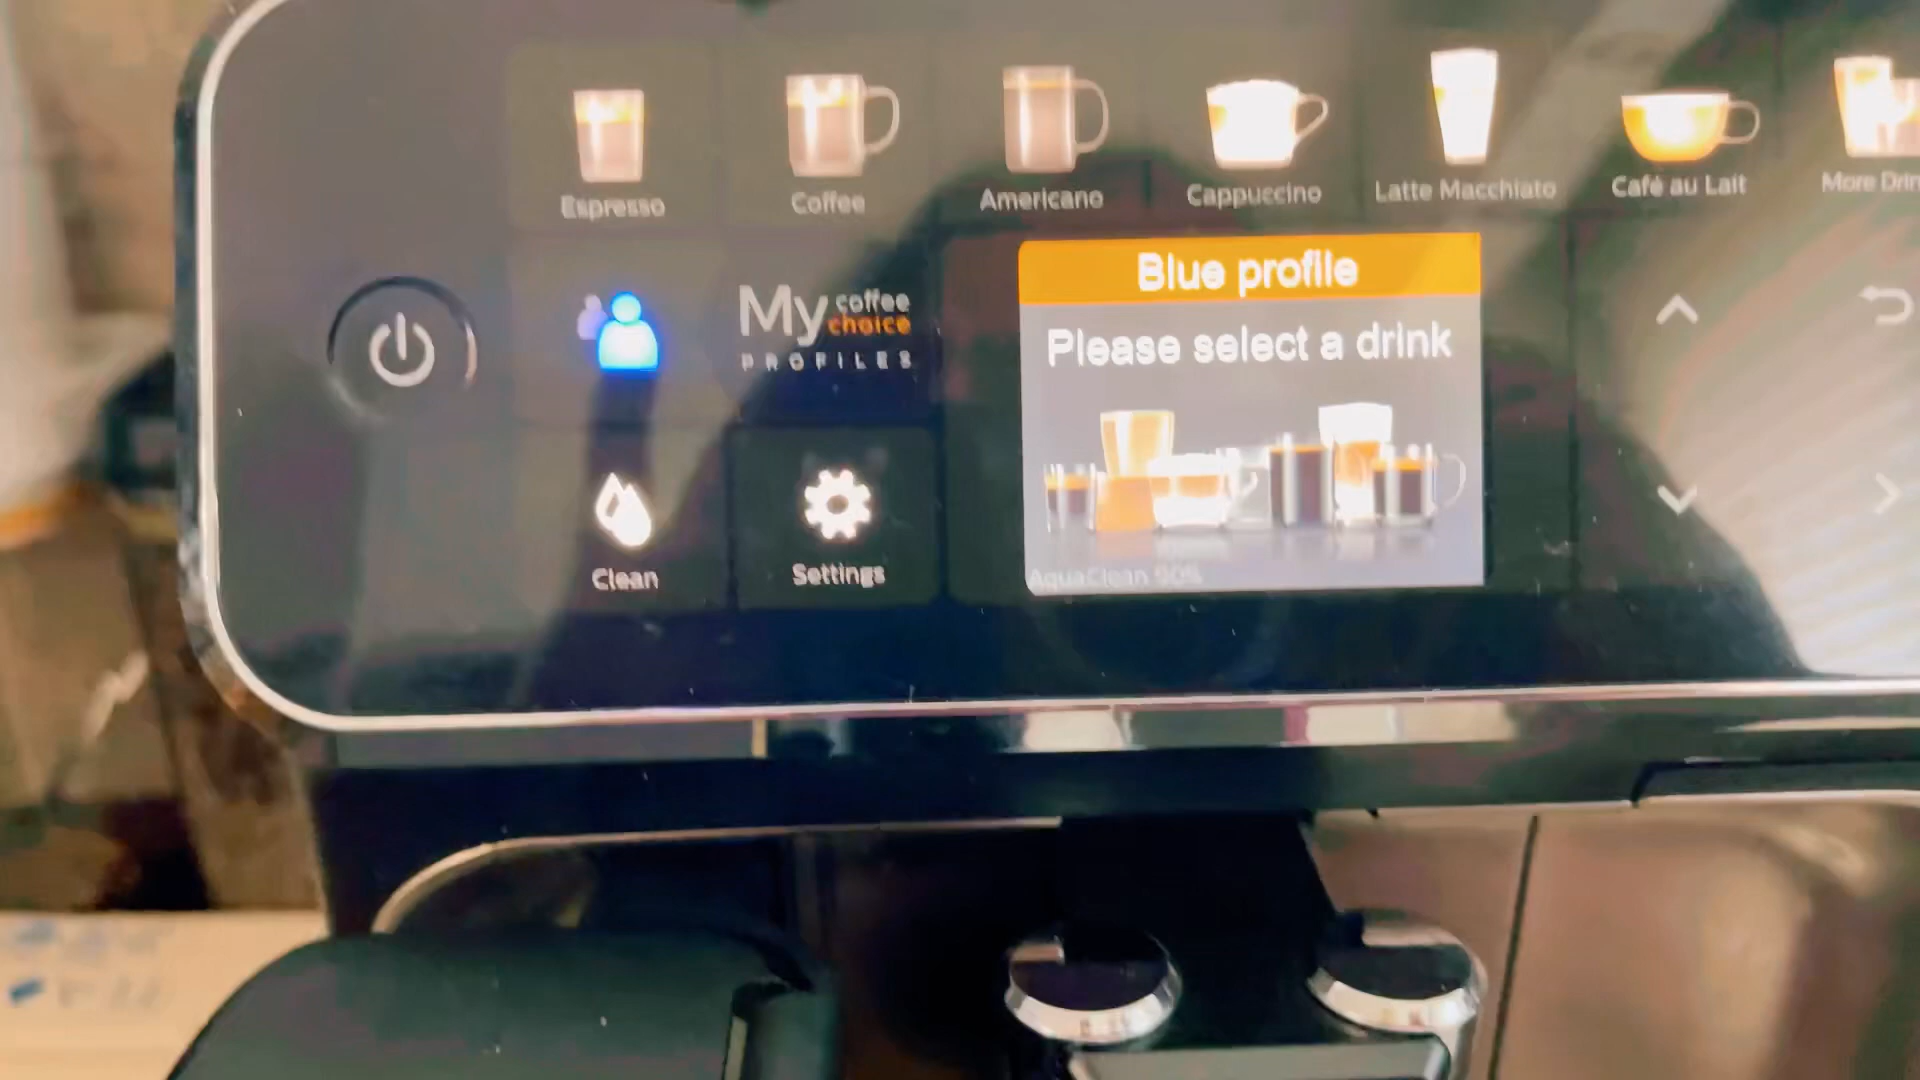 Espresso
Coffee
Americano
Cappuccino
Latte Macchiato
Café au Lait
More Drin
My coffee choice
PROFILES
Blue profile
Please select a drink
AquaClean 90%
Clean
Settings